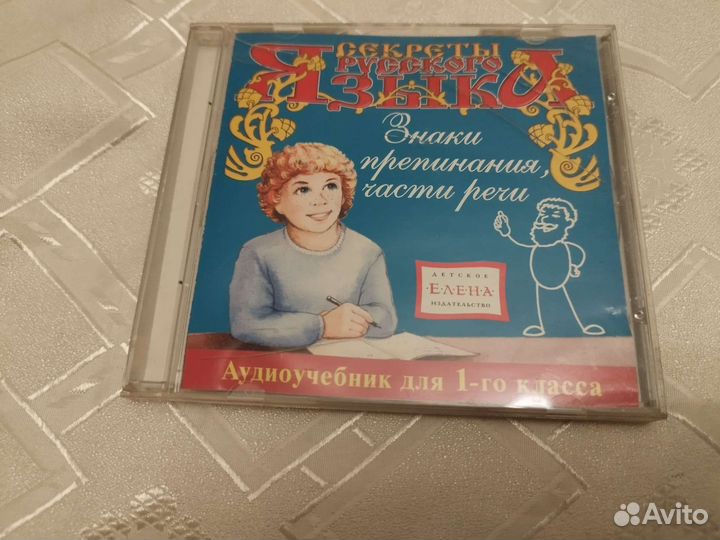 СЕКРЕТЫ
РУССКОГО
ЯЗЫКА
Знаки
препинания,
части речи
ДЕТСКОЕ
·ЕЛЕНА·
ИЗДАТЕЛЬСТВО
Аудиоучебник для 1-го класса
Avito